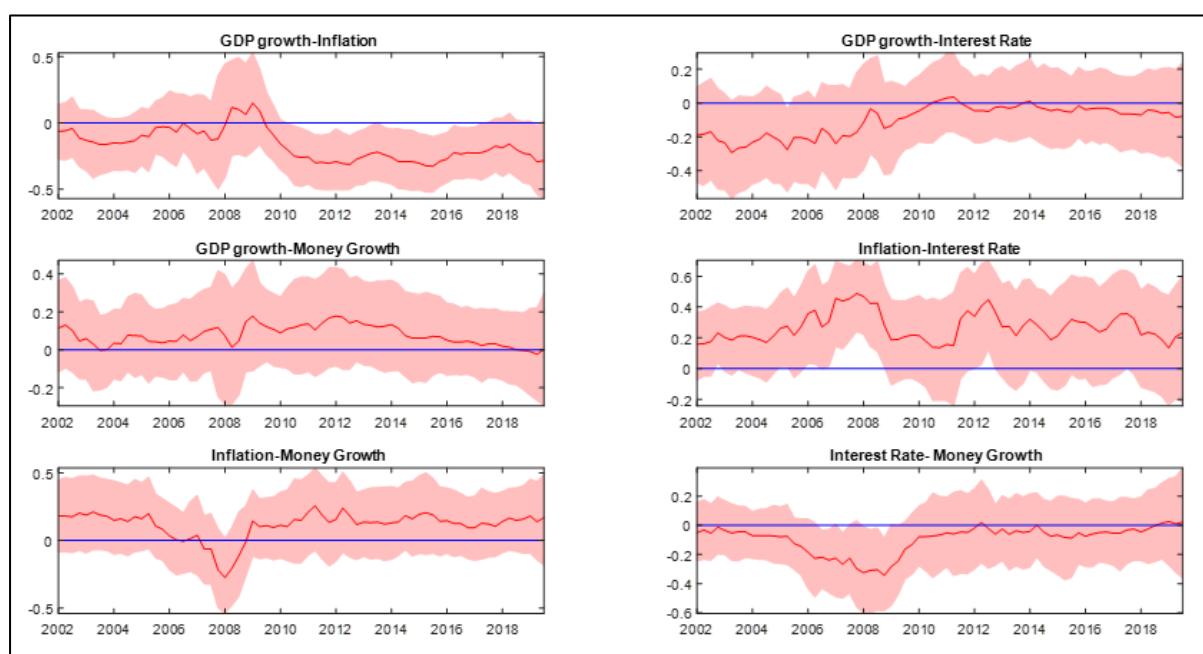 GDP growth-Inflation
0.5
0
-0.5
2002 2004 2006 2008 2010 2012 2014 2016 2018
GDP growth-Interest Rate
0.2
0
-0.2
-0.4
2002 2004 2006 2008 2010 2012 2014 2016 2018
GDP growth-Money Growth
0.4
0.2
0
-0.2
2002 2004 2006 2008 2010 2012 2014 2016 2018
Inflation-Interest Rate
0.6
0.4
0.2
0
-0.2
2002 2004 2006 2008 2010 2012 2014 2016 2018
Inflation-Money Growth
0.5
0
-0.5
2002 2004 2006 2008 2010 2012 2014 2016 2018
Interest Rate- Money Growth
0.2
0
-0.2
-0.4
-0.6
2002 2004 2006 2008 2010 2012 2014 2016 2018